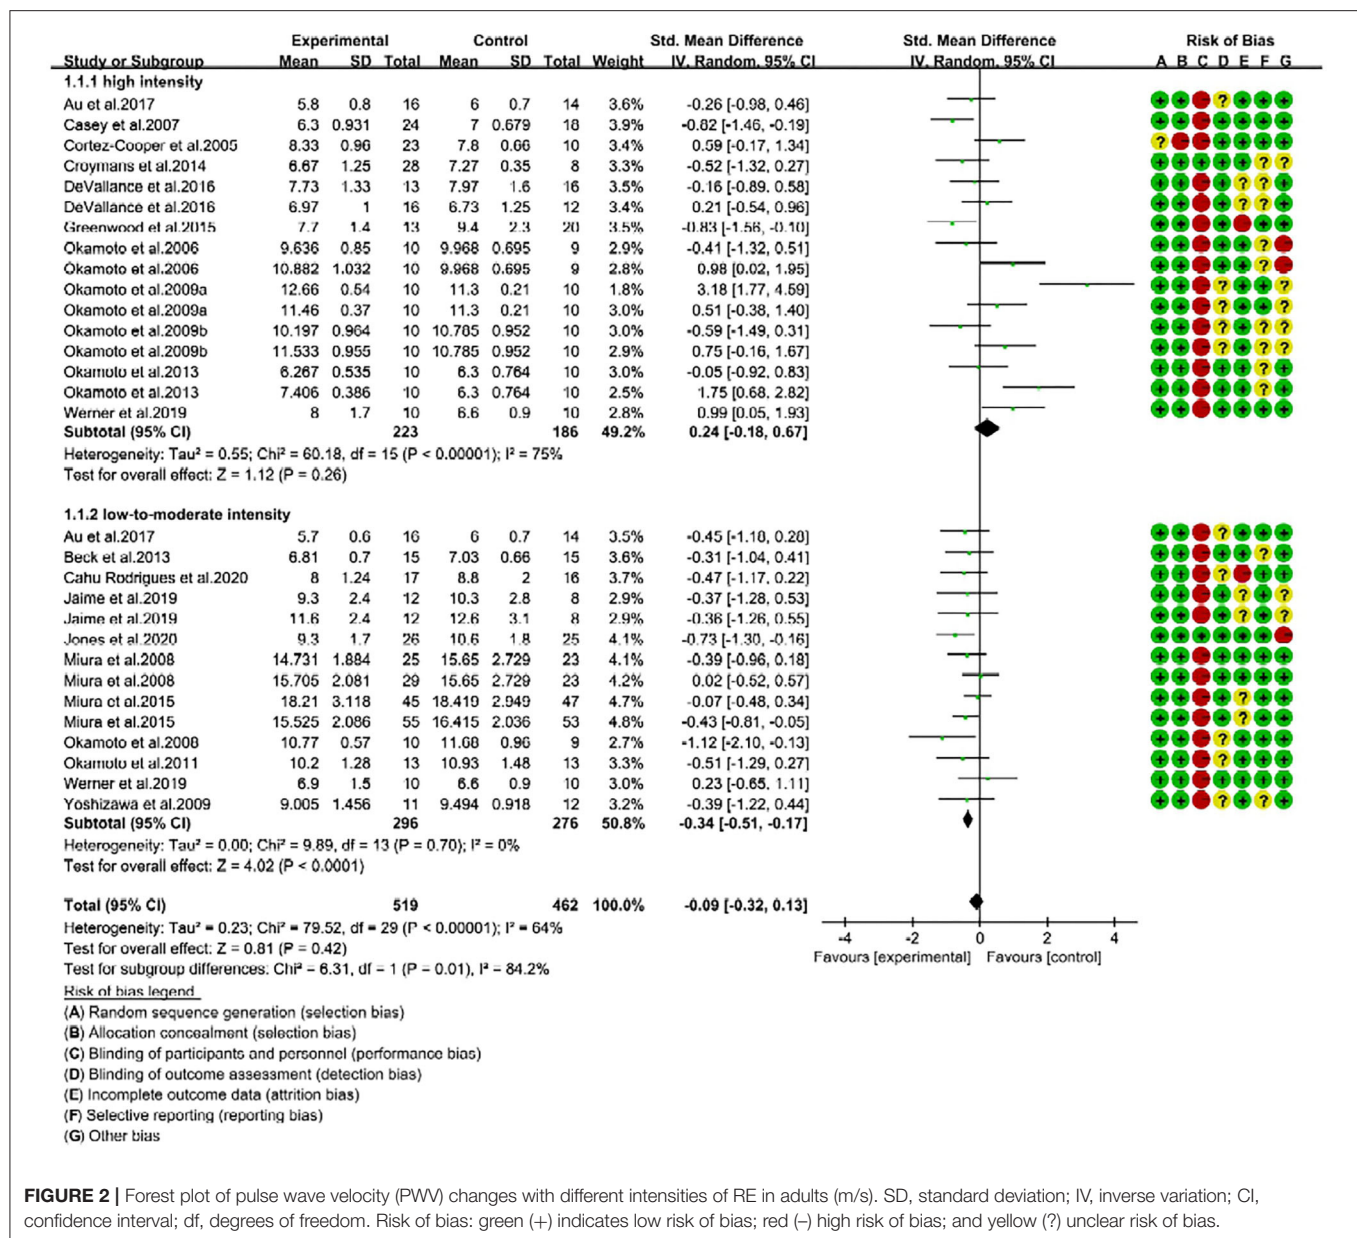 Experimental Control Std. Mean Difference Std. Mean Difference Risk of Bias
Study or Subgroup Mean SD Total Mean SD Total Weight IV, Random, 95% CI IV, Random, 95% CI A B C D E F G
1.1.1 high intensity
Au et al.2017 5.8 0.8 16 6 0.7 14 3.6% -0.26 [-0.98, 0.46] + + - ? + + +
Casey et al.2007 6.3 0.931 24 7 0.679 18 3.9% -0.82 [-1.46, -0.19] + + - + + + +
Cortez-Cooper et al.2005 8.33 0.96 23 7.8 0.66 10 3.4% 0.59 [-0.17, 1.34] ? - - + + + +
Croymans et al.2014 6.67 1.25 28 7.27 0.35 8 3.3% -0.52 [-1.32, 0.27] + + - + + ? ?
DeVallance et al.2016 7.73 1.33 13 7.97 1.6 16 3.5% -0.16 [-0.89, 0.58] + + - + ? ? +
DeVallance et al.2016 6.97 1 16 6.73 1.25 12 3.4% 0.21 [-0.54, 0.96] + + - + ? ? +
Greenwood et al.2015 7.7 1.4 13 9.4 2.3 20 3.5% -0.83 [-1.56, -0.10] + + - + - + +
Okamoto et al.2006 9.636 0.85 10 9.968 0.695 9 2.9% -0.41 [-1.32, 0.51] + + - + + ? -
Okamoto et al.2006 10.882 1.032 10 9.968 0.695 9 2.8% 0.98 [0.02, 1.95] + + - + + ? -
Okamoto et al.2009a 12.66 0.54 10 11.3 0.21 10 1.8% 3.18 [1.77, 4.59] + + - ? + + ?
Okamoto et al.2009a 11.46 0.37 10 11.3 0.21 10 3.0% 0.51 [-0.38, 1.40] + + - ? + + ?
Okamoto et al.2009b 10.197 0.964 10 10.785 0.952 10 3.0% -0.59 [-1.49, 0.31] + + - ? + ? ?
Okamoto et al.2009b 11.533 0.955 10 10.785 0.952 10 2.9% 0.75 [-0.16, 1.67] + + - ? + ? ?
Okamoto et al.2013 6.267 0.535 10 6.3 0.764 10 3.0% -0.05 [-0.92, 0.83] + + - + + ? +
Okamoto et al.2013 7.406 0.386 10 6.3 0.764 10 2.5% 1.75 [0.68, 2.82] + + - + + ? +
Werner et al.2019 8 1.7 10 6.6 0.9 10 2.8% 0.99 [0.05, 1.93] + + - + + + +
Subtotal (95% CI) 223 186 49.2% 0.24 [-0.18, 0.67]
Heterogeneity: Tau² = 0.55; Chi² = 60.18, df = 15 (P < 0.00001); I² = 75%
Test for overall effect: Z = 1.12 (P = 0.26)
1.1.2 low-to-moderate intensity
Au et al.2017 5.7 0.6 16 6 0.7 14 3.5% -0.45 [-1.18, 0.28] + + - ? + + +
Beck et al.2013 6.81 0.7 15 7.03 0.66 15 3.6% -0.31 [-1.04, 0.41] + + - + + ? +
Cahu Rodrigues et al.2020 8 1.24 17 8.8 2 16 3.7% -0.47 [-1.17, 0.22] + + - ? - + +
Jaime et al.2019 9.3 2.4 12 10.3 2.8 8 2.9% -0.37 [-1.28, 0.53] + + - + ? + ?
Jaime et al.2019 11.6 2.4 12 12.6 3.1 8 2.9% -0.36 [-1.26, 0.55] + + - + ? + ?
Jones et al.2020 9.3 1.7 26 10.6 1.8 25 4.1% -0.73 [-1.30, -0.16] + + + + + + -
Miura et al.2008 14.731 1.884 25 15.65 2.729 23 4.1% -0.39 [-0.96, 0.18] + + - + + + +
Miura et al.2008 15.705 2.081 29 15.65 2.729 23 4.2% 0.02 [-0.52, 0.57] + + - + + + +
Miura et al.2015 18.21 3.118 45 18.419 2.949 47 4.7% -0.07 [-0.48, 0.34] + + - + ? + +
Miura et al.2015 15.525 2.086 55 16.415 2.036 53 4.8% -0.43 [-0.81, -0.05] + + - + ? + +
Okamoto et al.2008 10.77 0.57 10 11.68 0.96 9 2.7% -1.12 [-2.10, -0.13] + + - ? + + +
Okamoto et al.2011 10.2 1.28 13 10.93 1.48 13 3.4% -0.51 [-1.29, 0.27] + + - ? + + +
Werner et al.2019 6.9 1.5 10 6.6 0.9 10 3.0% 0.23 [-0.65, 1.11] + + - + + + +
Yoshizawa et al.2009 9.005 1.456 11 9.494 0.918 12 3.2% -0.39 [-1.22, 0.44] + + - ? + ? +
Subtotal (95% CI) 296 276 50.8% -0.34 [-0.51, -0.17]
Heterogeneity: Tau² = 0.00; Chi² = 9.89, df = 13 (P = 0.70); I² = 0%
Test for overall effect: Z = 4.02 (P < 0.0001)
Total (95% CI) 519 462 100.0% -0.09 [-0.32, 0.13]
Heterogeneity: Tau² = 0.23; Chi² = 79.52, df = 29 (P < 0.00001); I² = 64%
Test for overall effect: Z = 0.81 (P = 0.42)
Test for subgroup differences: Chi² = 6.31, df = 1 (P = 0.01), I² = 84.2%
-4 -2 0 2 4
Favours [experimental] Favours [control]
Risk of bias legend
(A) Random sequence generation (selection bias)
(B) Allocation concealment (selection bias)
(C) Blinding of participants and personnel (performance bias)
(D) Blinding of outcome assessment (detection bias)
(E) Incomplete outcome data (attrition bias)
(F) Selective reporting (reporting bias)
(G) Other bias
FIGURE 2 | Forest plot of pulse wave velocity (PWV) changes with different intensities of RE in adults (m/s). SD, standard deviation; IV, inverse variation; CI,
confidence interval; df, degrees of freedom. Risk of bias: green (+) indicates low risk of bias; red (–) high risk of bias; and yellow (?) unclear risk of bias.